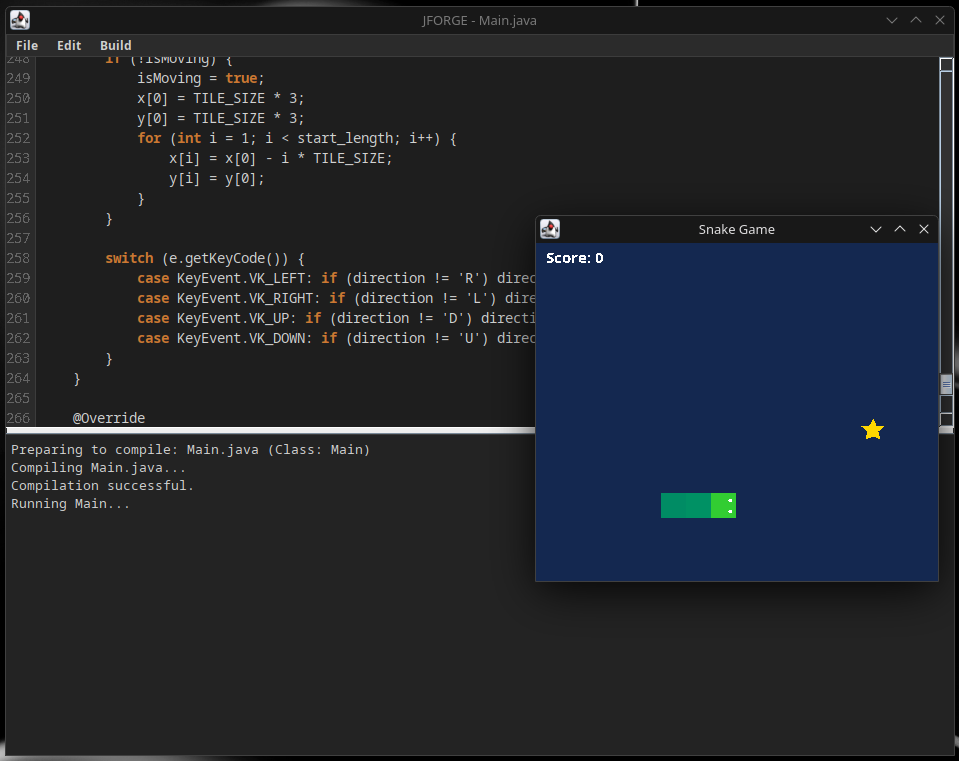 JFORGE - Main.java
File Edit Build
248 if (!isMoving) {
249 isMoving = true;
250 x[0] = TILE_SIZE * 3;
251 y[0] = TILE_SIZE * 3;
252 for (int i = 1; i < start_length; i++) {
253 x[i] = x[0] - i * TILE_SIZE;
254 y[i] = y[0];
255 }
256 }
257
258 switch (e.getKeyCode()) {
259 case KeyEvent.VK_LEFT: if (direction != 'R') direc
260 case KeyEvent.VK_RIGHT: if (direction != 'L') dire
261 case KeyEvent.VK_UP: if (direction != 'D') directi
262 case KeyEvent.VK_DOWN: if (direction != 'U') direc
263 }
264 }
265
266 @Override
Snake Game
Score: 0
Preparing to compile: Main.java (Class: Main)
Compiling Main.java...
Compilation successful.
Running Main...